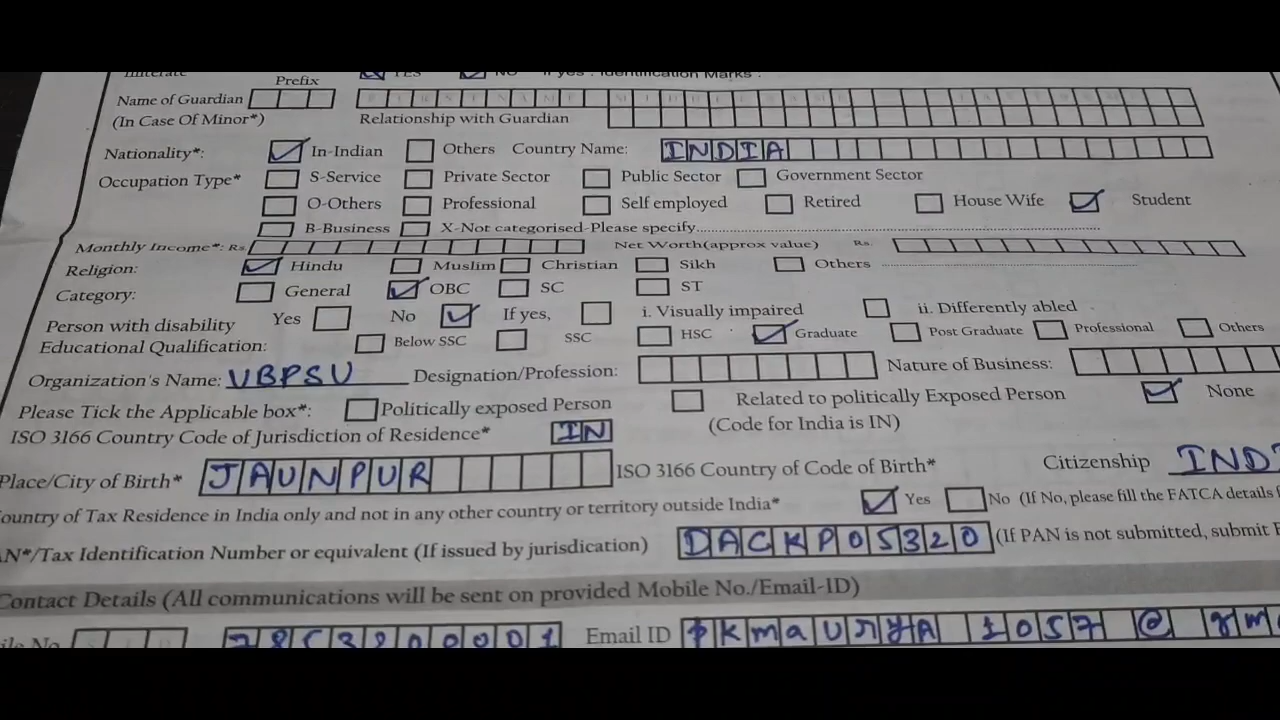 Illiterate YES NO If yes : Identification Marks :
Prefix
Name of Guardian
(In Case Of Minor*) Relationship with Guardian
Nationality*: In-Indian Others Country Name: INDIA
Occupation Type* S-Service Private Sector Public Sector Government Sector
O-Others Professional Self employed Retired House Wife Student
B-Business X-Not categorised-Please specify
Monthly Income*: Rs. Net Worth(approx value) Rs.
Religion: Hindu Muslim Christian Sikh Others
Category: General OBC SC ST
Person with disability Yes No If yes, i. Visually impaired ii. Differently abled
Educational Qualification: Below SSC SSC HSC Graduate Post Graduate Professional Others
Organization's Name: VBPSU Designation/Profession: Nature of Business:
Please Tick the Applicable box*: Politically exposed Person Related to politically Exposed Person None
ISO 3166 Country Code of Jurisdiction of Residence* IN (Code for India is IN)
Place/City of Birth* JAUNPUR ISO 3166 Country of Code of Birth* Citizenship IND
Country of Tax Residence in India only and not in any other country or territory outside India* Yes No (If No, please fill the FATCA details
AN*/Tax Identification Number or equivalent (If issued by jurisdication) DACKP05320 (If PAN is not submitted, submit F
Contact Details (All communications will be sent on provided Mobile No./Email-ID)
ile No Email ID pkmauryA 1057 @ gm